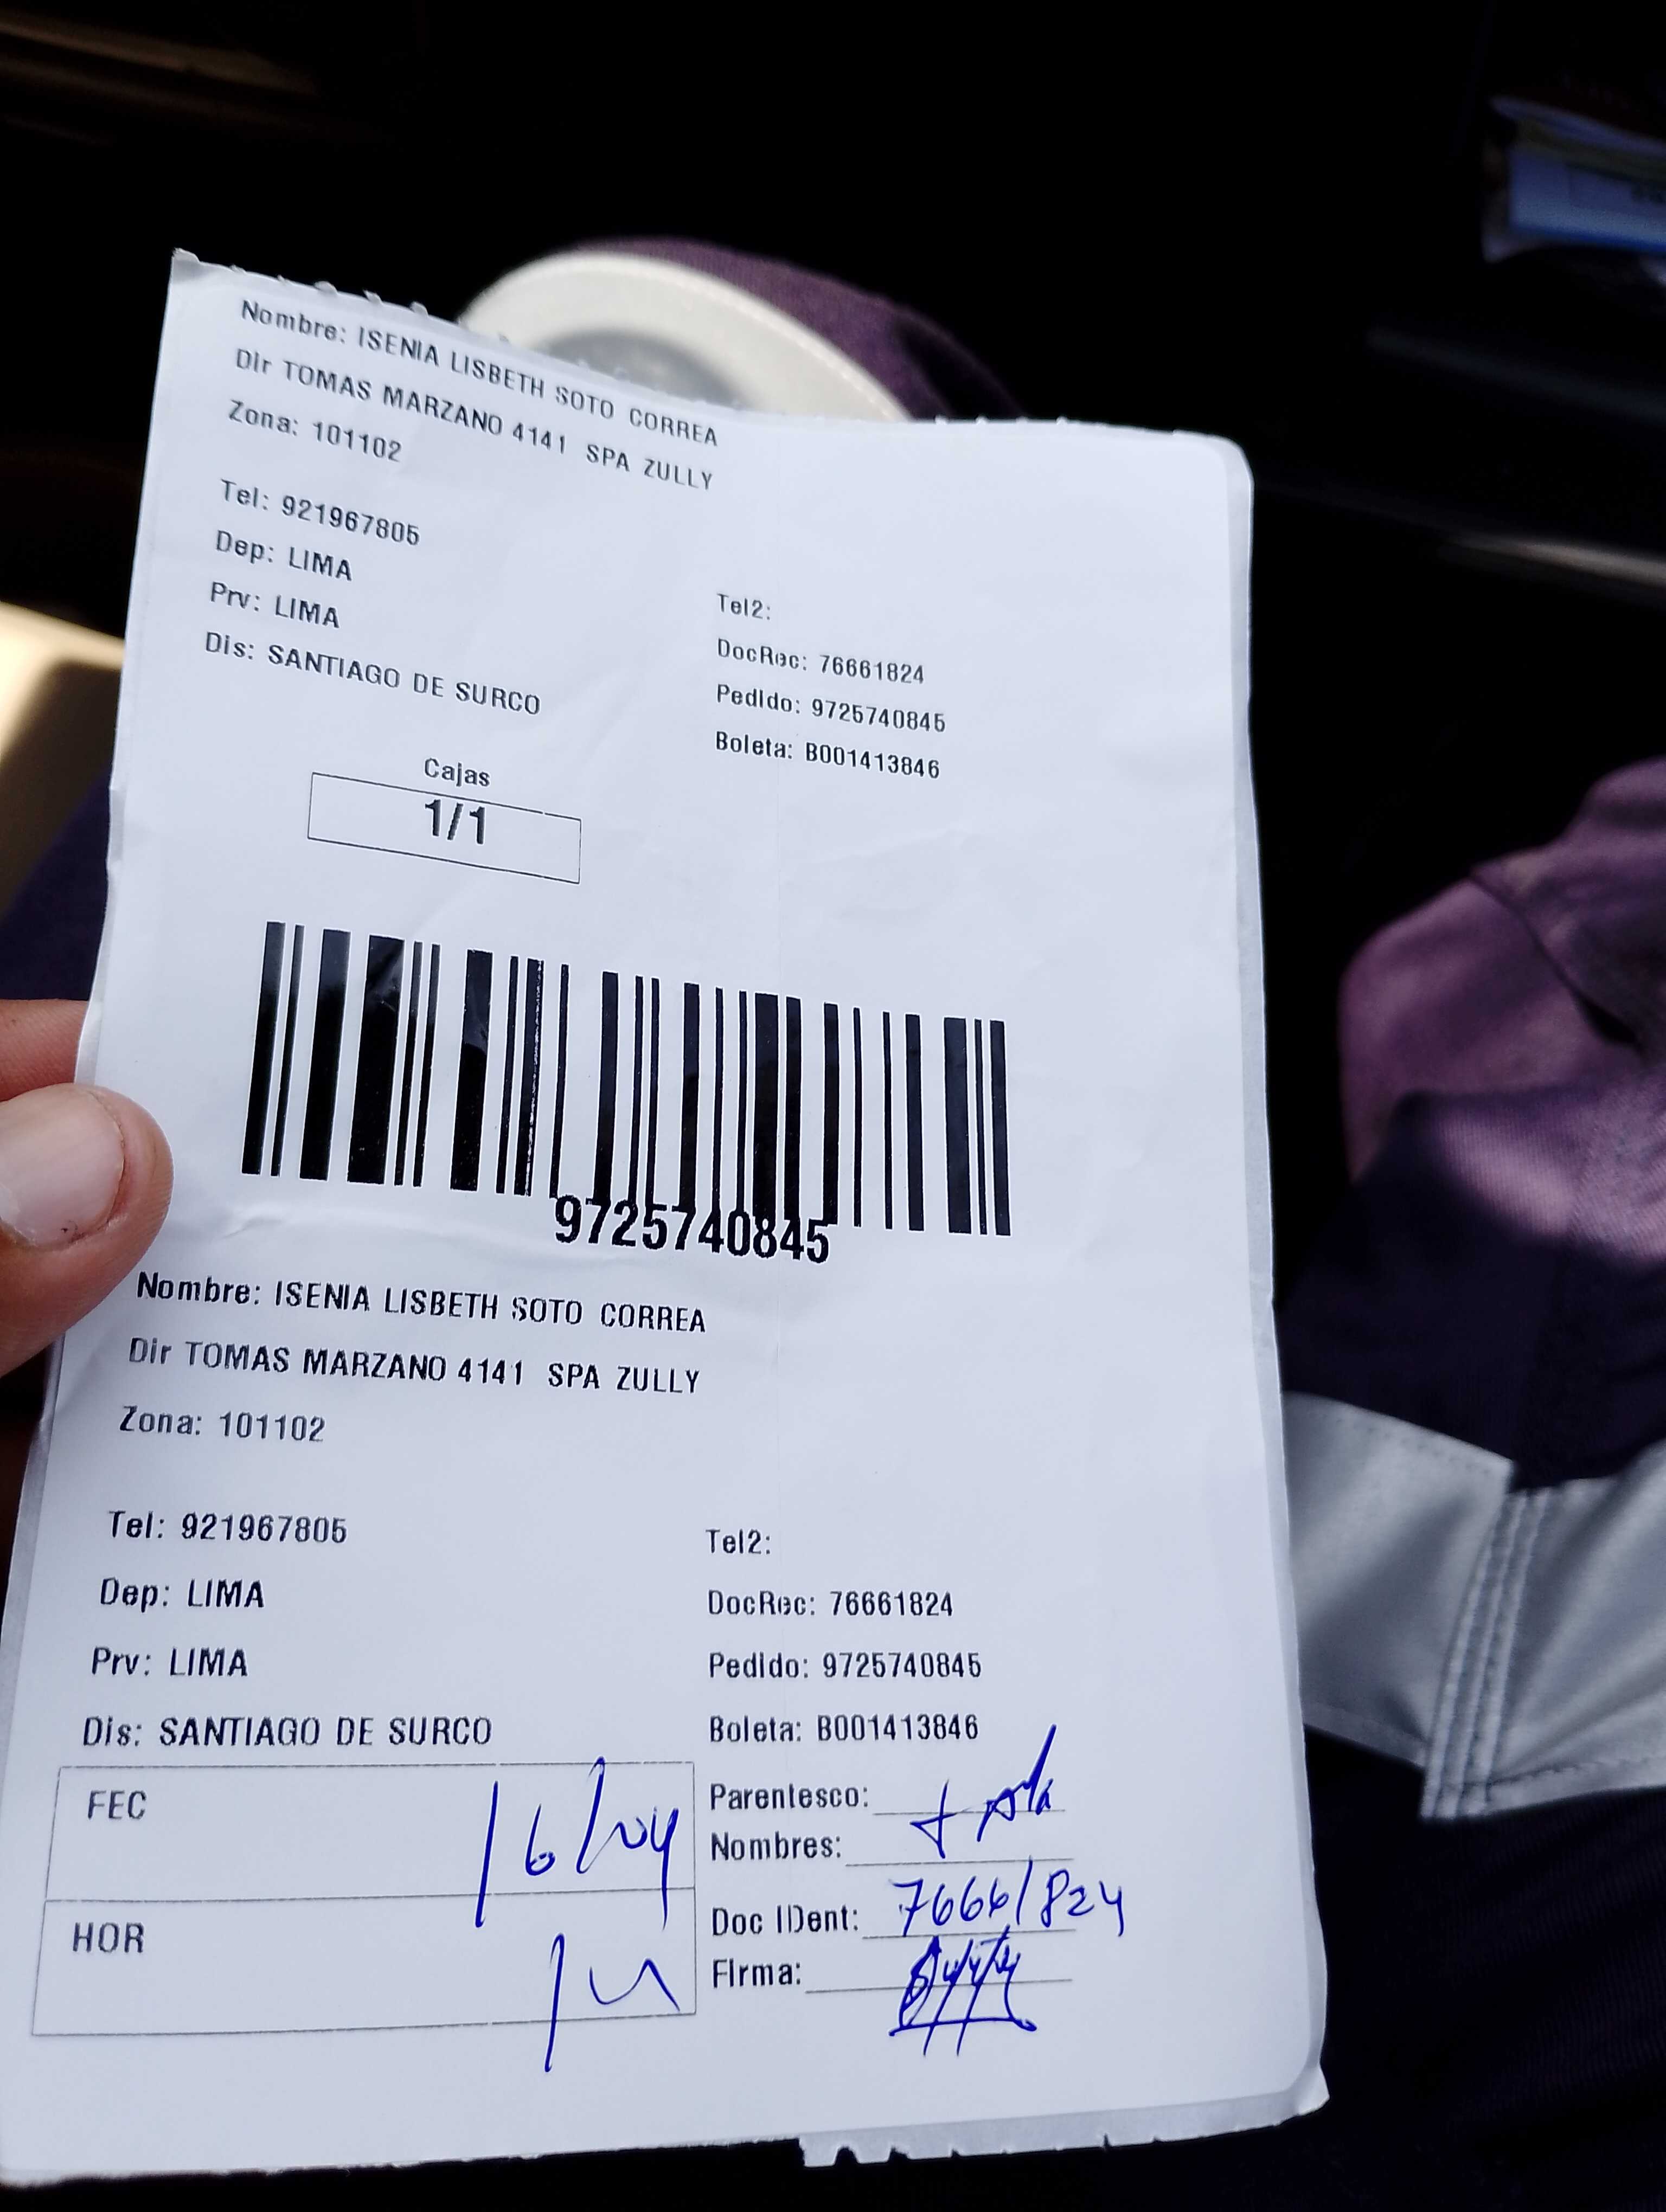 Nombre: ISENIA LISBETH SOTO CORREA
Dir TOMAS MARZANO 4141 SPA ZULLY
Zona: 101102
Tel: 921967805
Dep: LIMA
Prv: LIMA
Dis: SANTIAGO DE SURCO
Tel2:
DocRec: 76661824
Pedido: 9725740845
Boleta: B001413846
Cajas
1/1
9725740845
Nombre: ISENIA LISBETH SOTO CORREA
Dir TOMAS MARZANO 4141 SPA ZULLY
Zona: 101102
Tel: 921967805
Dep: LIMA
Prv: LIMA
Dis: SANTIAGO DE SURCO
Tel2:
DocRec: 76661824
Pedido: 9725740845
Boleta: B001413846
FEC
HOR
Parentesco:
Nombres:
Doc IDent: 76661824
Firma: